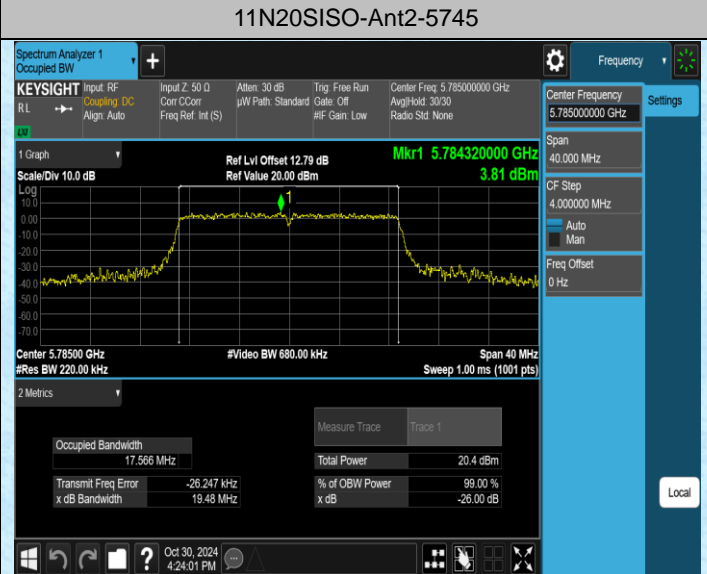 11N20SISO-Ant2-5745
Spectrum Analyzer 1
Occupied BW
+
Frequency
KEYSIGHT
RL
LXI
Input: RF
Coupling: DC
Align: Auto
Input Z: 50 Ω
Corr CCorr
Freq Ref: Int (S)
Atten: 30 dB
µW Path: Standard
Trig: Free Run
Gate: Off
#IF Gain: Low
Center Freq: 5.785000000 GHz
Avg|Hold: 30/30
Radio Std: None
Center Frequency
5.785000000 GHz
Settings
Span
40.000 MHz
CF Step
4.000000 MHz
Auto
Man
Freq Offset
0 Hz
1 Graph
Scale/Div 10.0 dB
Ref Lvl Offset 12.79 dB
Ref Value 20.00 dBm
Mkr1 5.784320000 GHz
3.81 dBm
Log
10.0
0.00
-10.0
-20.0
-30.0
-40.0
-50.0
-60.0
-70.0
1
Center 5.78500 GHz
#Video BW 680.00 kHz
Span 40 MHz
#Res BW 220.00 kHz
Sweep 1.00 ms (1001 pts)
2 Metrics
Measure Trace
Trace 1
Occupied Bandwidth
17.566 MHz
Total Power
20.4 dBm
Transmit Freq Error
-26.247 kHz
% of OBW Power
99.00 %
x dB Bandwidth
19.48 MHz
x dB
-26.00 dB
Local
?
Oct 30, 2024
4:24:01 PM